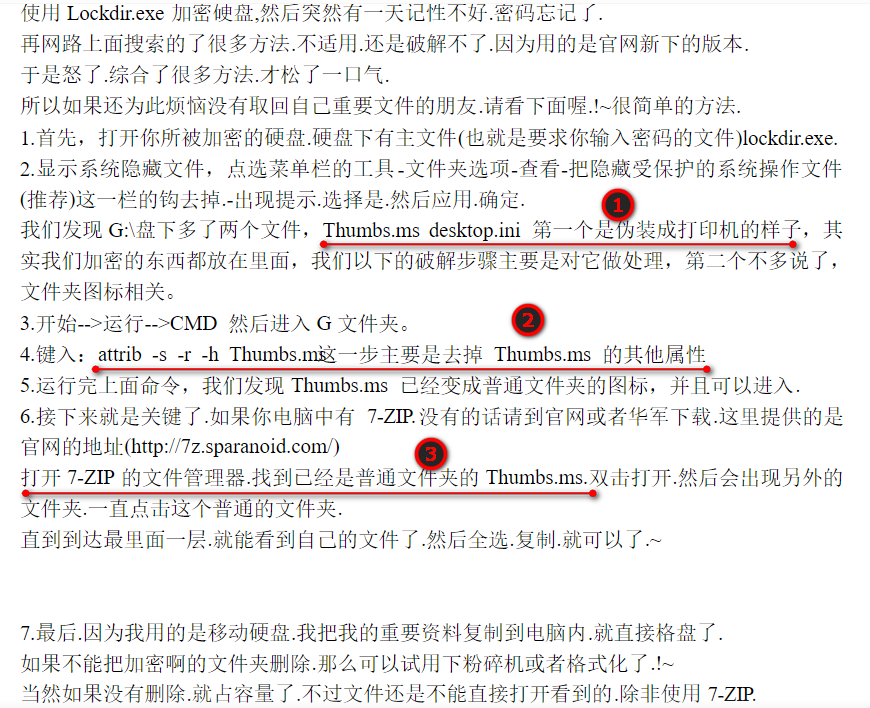 使用 Lockdir.exe 加密硬盘,然后突然有一天记性不好.密码忘记了.
再网路上面搜索的了很多方法.不适用.还是破解不了.因为用的是官网新下的版本.
于是怒了.综合了很多方法.才松了一口气.
所以如果还为此烦恼没有取回自己重要文件的朋友.请看下面喔.!~很简单的方法.
1.首先，打开你所被加密的硬盘.硬盘下有主文件(也就是要求你输入密码的文件)lockdir.exe.
2.显示系统隐藏文件，点选菜单栏的工具-文件夹选项-查看-把隐藏受保护的系统操作文件
(推荐)这一栏的钩去掉.-出现提示.选择是.然后应用.确定.
1
我们发现 G:\盘下多了两个文件，Thumbs.ms desktop.ini 第一个是伪装成打印机的样子，其
实我们加密的东西都放在里面，我们以下的破解步骤主要是对它做处理，第二个不多说了，
文件夹图标相关。
2
3.开始-->运行-->CMD 然后进入 G 文件夹。
4.键入：attrib -s -r -h Thumbs.ms这一步主要是去掉 Thumbs.ms 的其他属性
5.运行完上面命令，我们发现 Thumbs.ms 已经变成普通文件夹的图标，并且可以进入.
6.接下来就是关键了.如果你电脑中有 7-ZIP.没有的话请到官网或者华军下载.这里提供的是
官网的地址(http://7z.sparanoid.com/)
3
打开 7-ZIP 的文件管理器.找到已经是普通文件夹的 Thumbs.ms.双击打开.然后会出现另外的
文件夹.一直点击这个普通的文件夹.
直到到达最里面一层.就能看到自己的文件了.然后全选.复制.就可以了.~
7.最后.因为我用的是移动硬盘.我把我的重要资料复制到电脑内.就直接格盘了.
如果不能把加密啊的文件夹删除.那么可以试用下粉碎机或者格式化了.!~
当然如果没有删除.就占容量了.不过文件还是不能直接打开看到的.除非使用 7-ZIP.